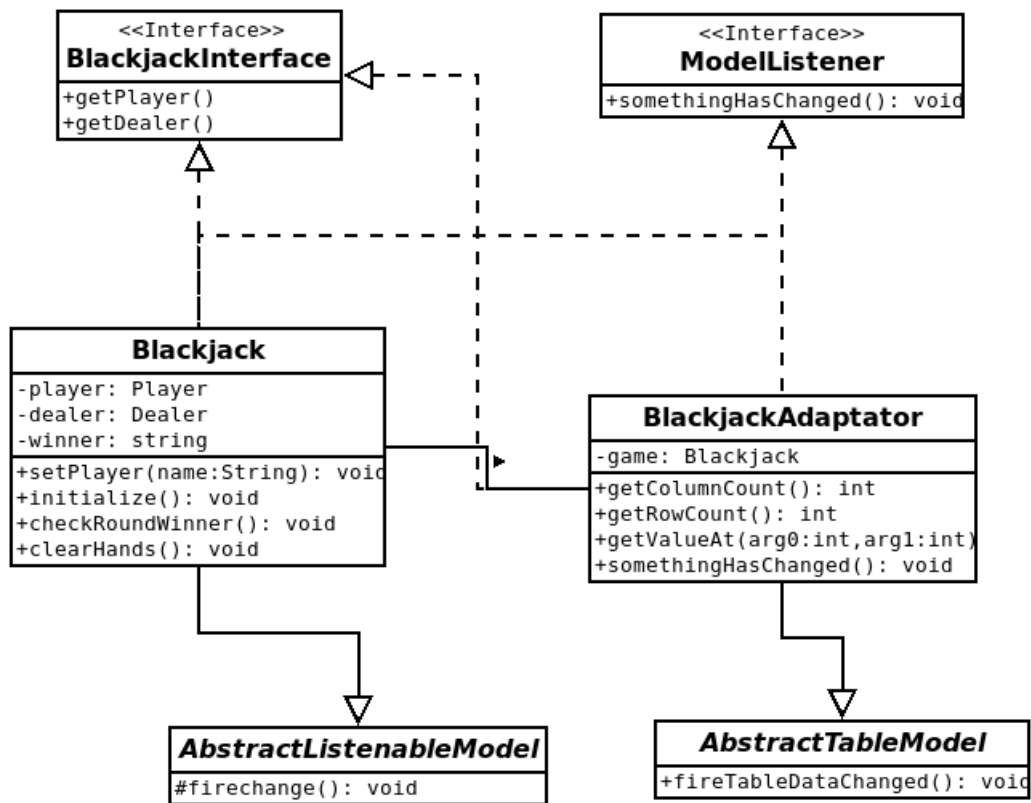 <<Interface>>
BlackjackInterface
+getPlayer()
+getDealer()
<<Interface>>
ModelListener
+somethingHasChanged(): void
Blackjack
-player: Player
-dealer: Dealer
-winner: string
+setPlayer(name:String): void
+initialize(): void
+checkRoundWinner(): void
+clearHands(): void
BlackjackAdaptator
-game: Blackjack
+getColumnCount(): int
+getRowCount(): int
+getValueAt(arg0:int,arg1:int)
+somethingHasChanged(): void
AbstractListenableModel
#firechange(): void
AbstractTableModel
+fireTableDataChanged(): void